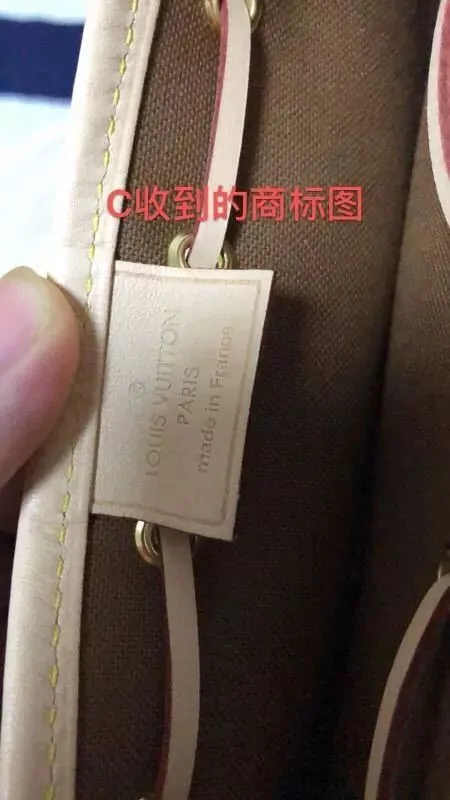 C收到的商标图
®
LOUIS VUITTON
PARIS
made in France